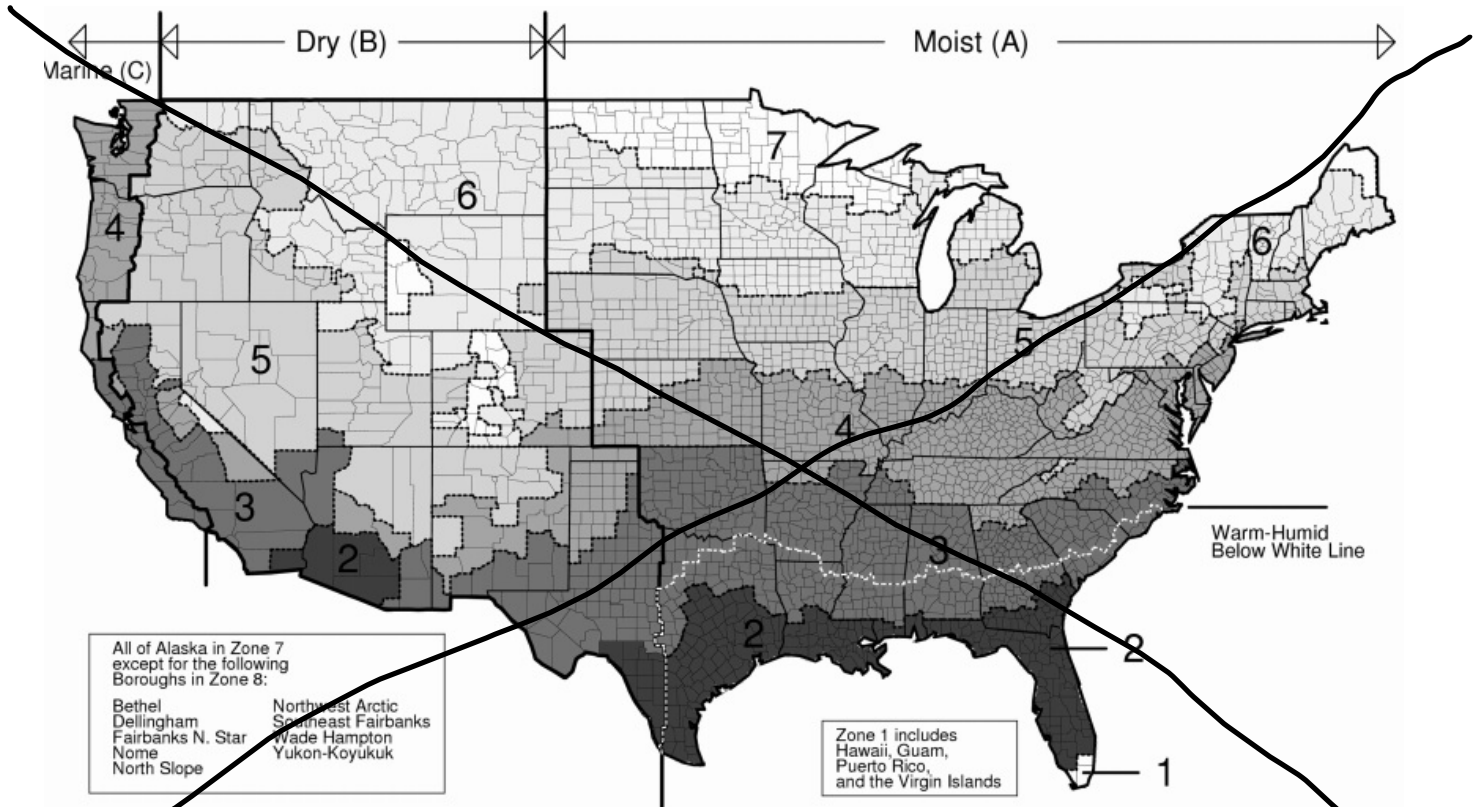 Marine (C)
Dry (B)
Moist (A)
7
6
4
6
5
5
4
3
3
2
2
Warm-Humid
Below White Line
2
1
All of Alaska in Zone 7
except for the following
Boroughs in Zone 8:
Bethel
Northwest Arctic
Dellingham
Southeast Fairbanks
Fairbanks N. Star
Wade Hampton
Nome
Yukon-Koyukuk
North Slope
Zone 1 includes
Hawaii, Guam,
Puerto Rico,
and the Virgin Islands